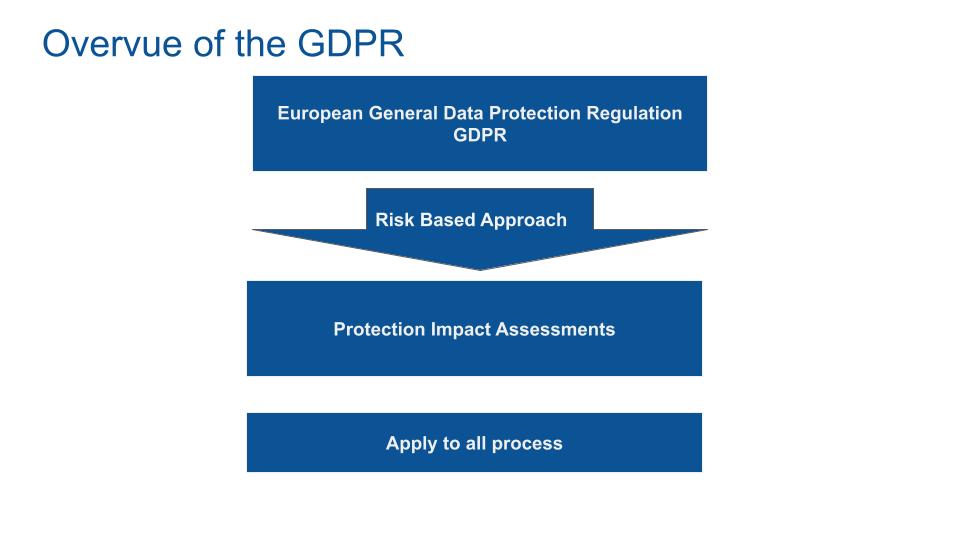 Overvue of the GDPR
European General Data Protection Regulation
GDPR
Risk Based Approach
Protection Impact Assessments
Apply to all process